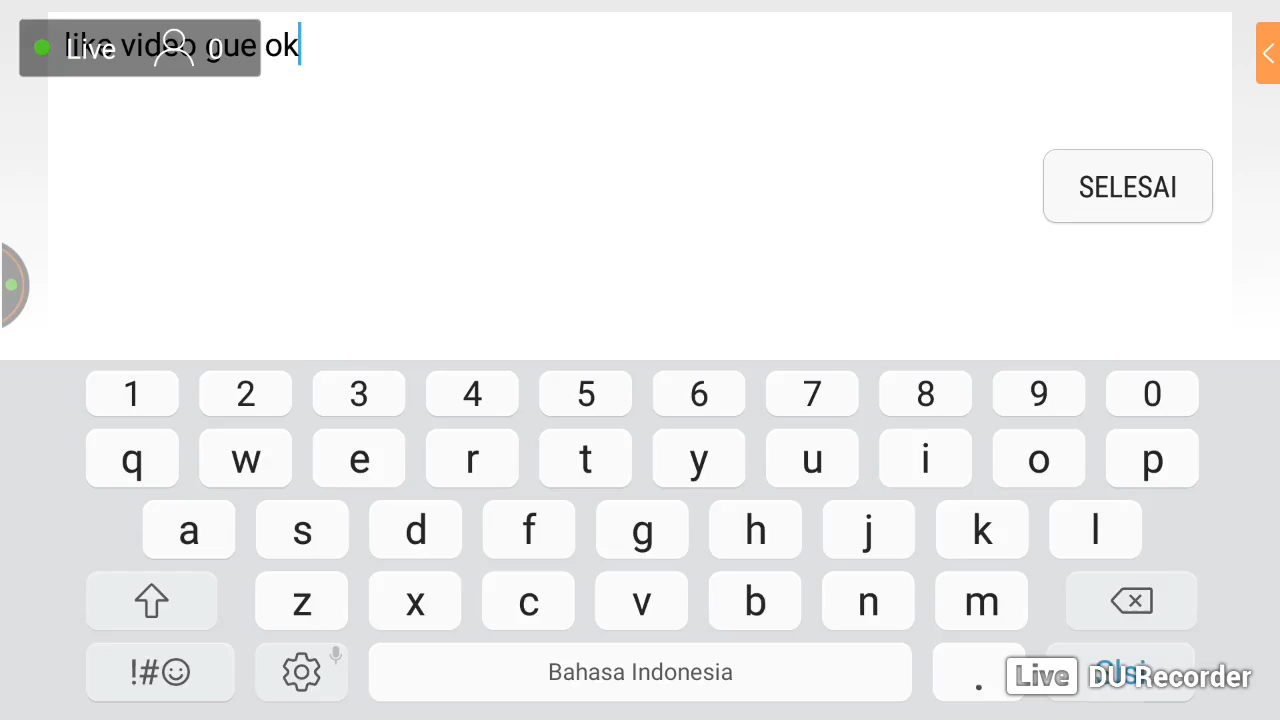 like video gue ok
Live 0
SELESAI
1 2 3 4 5 6 7 8 9 0
q w e r t y u i o p
a s d f g h j k l
z x c v b n m
!#☺ Bahasa Indonesia .
Live DU Recorder